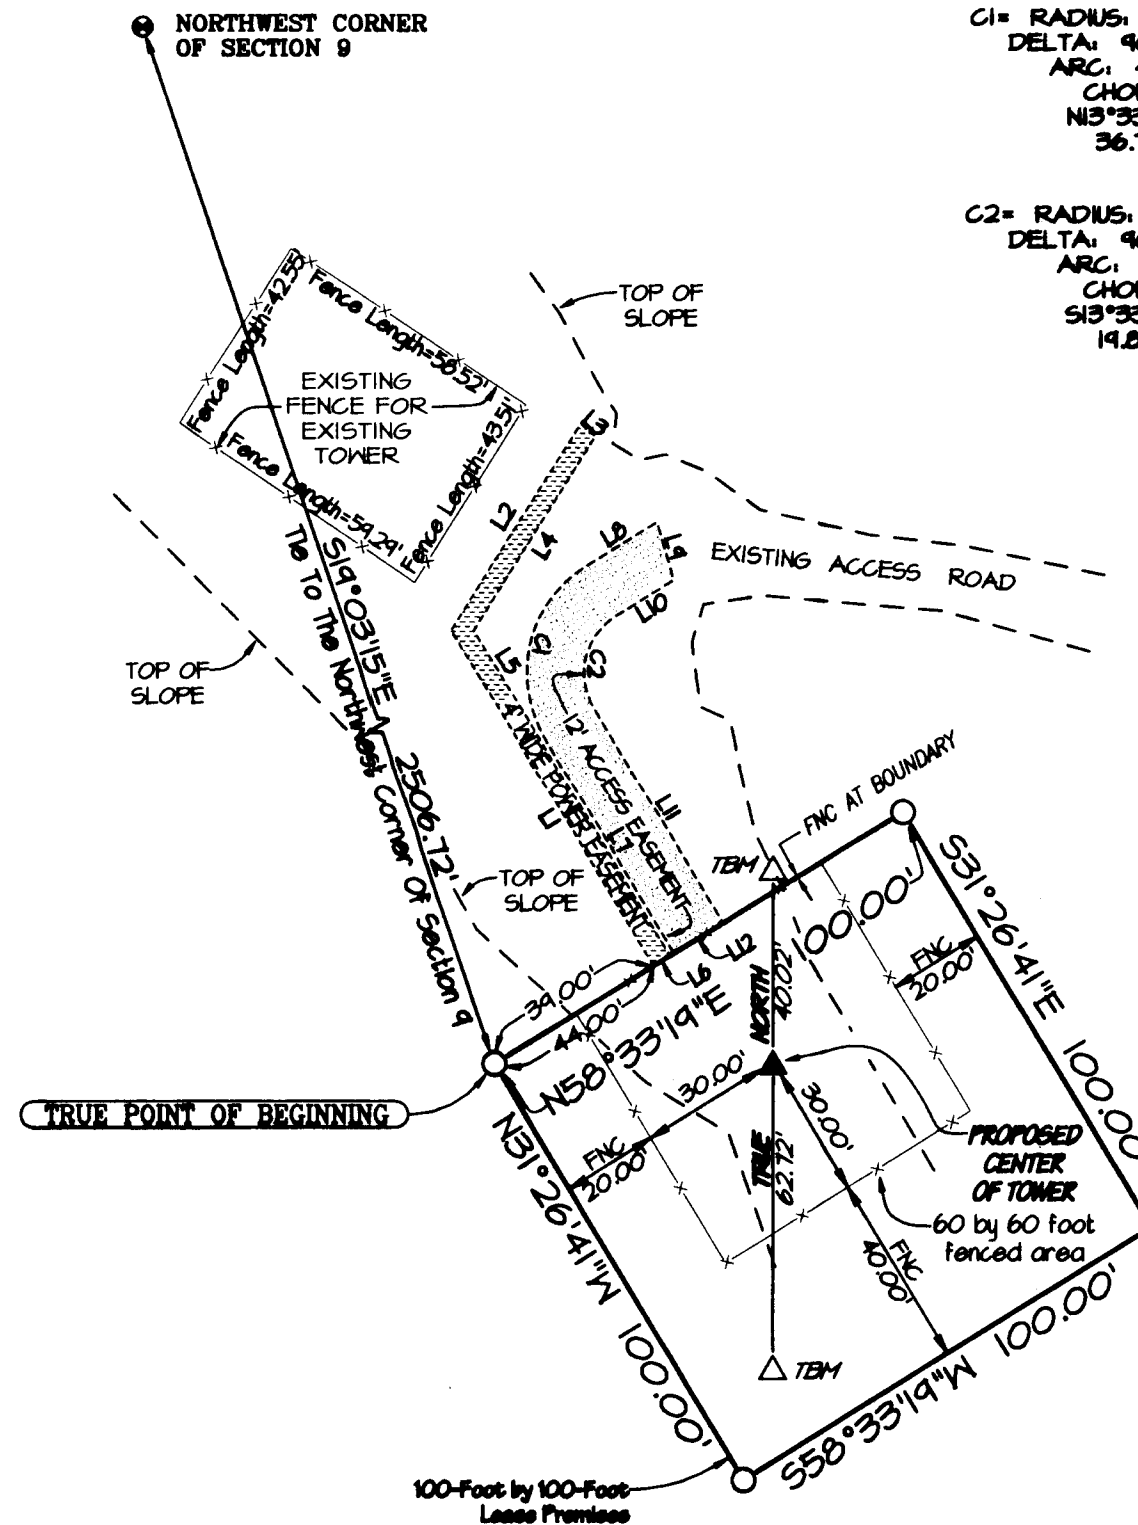 NORTHWEST CORNER
OF SECTION 9
C1= RADIUS:
DELTA:
ARC:
N13°33
36.
C2= RADIUS:
DELTA:
ARC:
S13°33
19.8
TOP OF
SLOPE
Fence Length=42.55'
Fence Length=58.52'
EXISTING
FENCE FOR
EXISTING
TOWER
Fence Length=43.51'
Fence Length=59.29'
L3
L2
L4
L8
L9
L10
EXISTING ACCESS ROAD
S19°03'15"E
2506.72'
Tie To The Northwest Corner Of Section 9
TOP OF
SLOPE
L5
C1
C2
4' WIDE POWER EASEMENT
12' ACCESS EASEMENT
L1
L7
L11
FNC AT BOUNDARY
TBM
TOP OF
SLOPE
L6
L12
39.00'
44.00'
N58°33'19"E
100.00'
S31°26'41"E
100.00
FNC
20.00'
NORTH
40.02'
TRUE POINT OF BEGINNING
30.00'
30.00'
FNC
20.00'
TRUE
62.72'
PROPOSED
CENTER
OF TOWER
60 by 60 foot
fenced area
FNC
40.00'
N31°26'41"W
100.00'
TBM
S58°33'19"W
100.00'
100-Foot by 100-Foot
Lease Premises